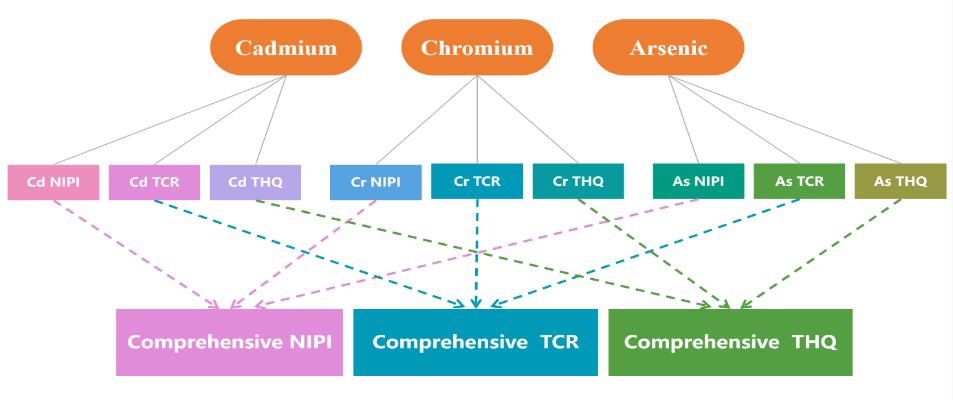 Cadmium
Chromium
Arsenic
Cd NIPI
Cd TCR
Cd THQ
Cr NIPI
Cr TCR
Cr THQ
As NIPI
As TCR
As THQ
Comprehensive NIPI
Comprehensive TCR
Comprehensive THQ